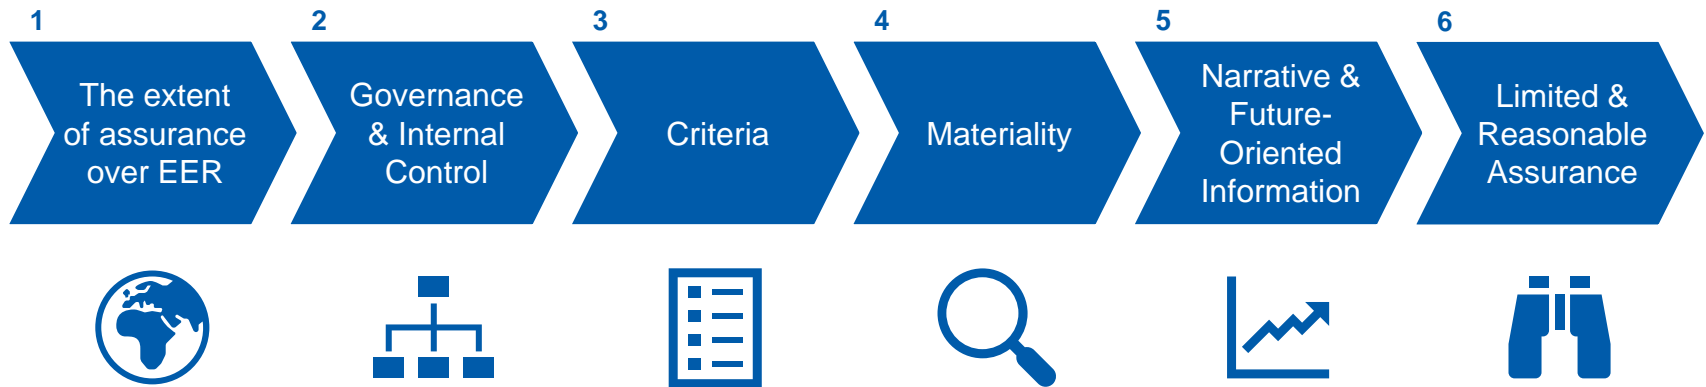 1
The extent
of assurance
over EER
2
Governance
& Internal
Control
3
Criteria
4
Materiality
5
Narrative &
Future-
Oriented
Information
6
Limited &
Reasonable
Assurance